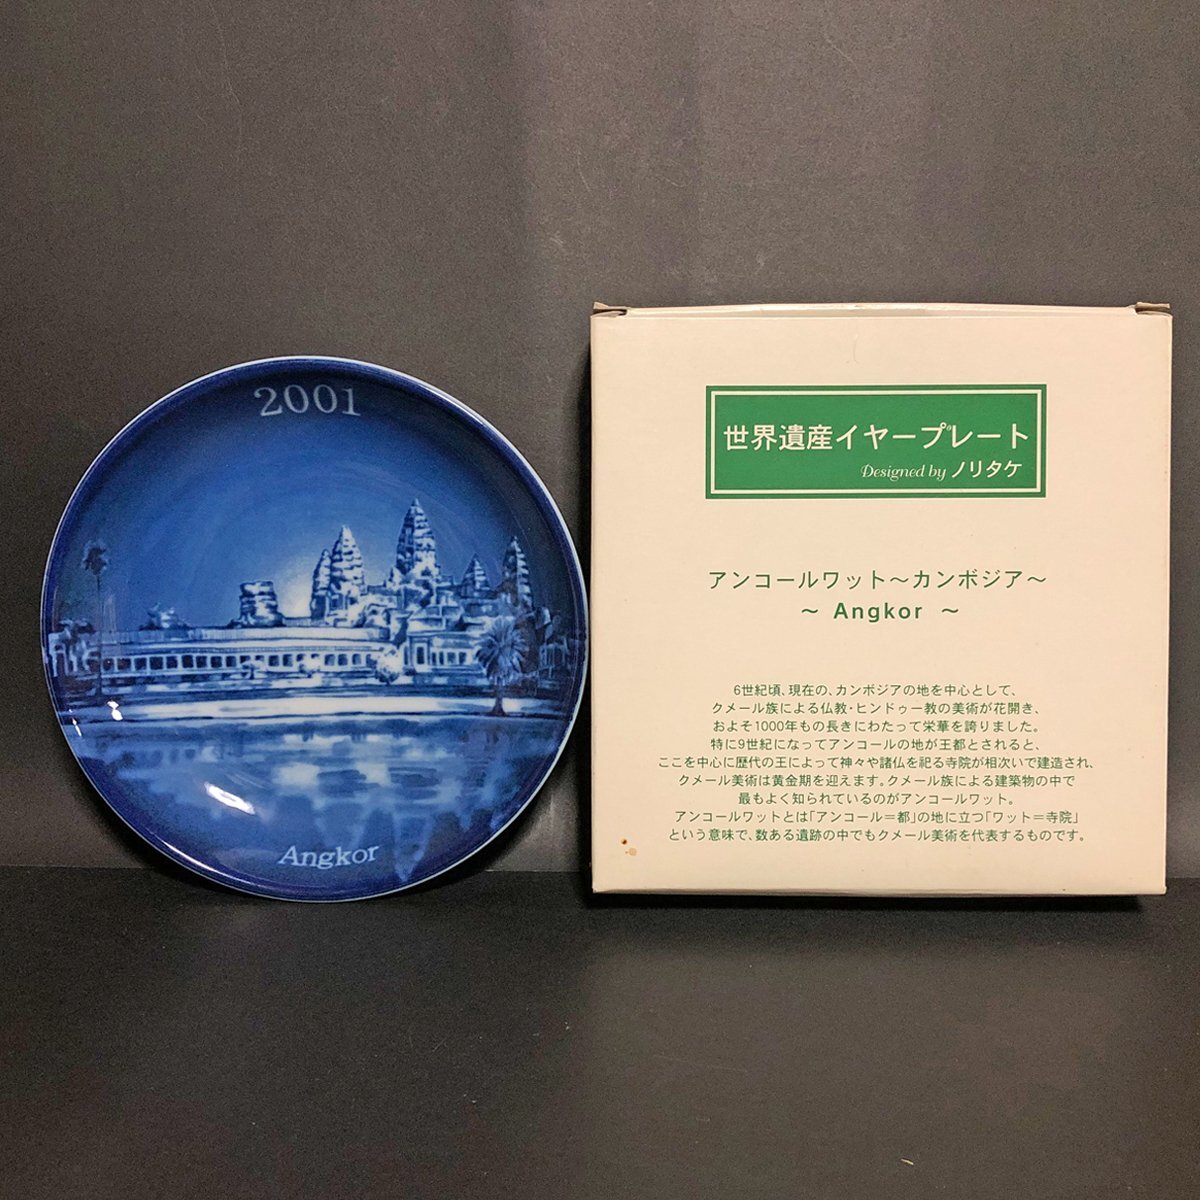 2001
Angkor
世界遺産イヤープレート
Designed by ノリタケ
アンコールワット～カンボジア～
～ Angkor ～
6世紀頃、現在の、カンボジアの地を中心として、
クメール族による仏教・ヒンドゥー教の美術が花開き、
およそ1000年もの長きにわたって栄華を誇りました。
特に9世紀になってアンコールの地が王都とされると、
ここを中心に歴代の王によって神々や諸仏を祀る寺院が相次いで建造され、
クメール美術は黄金期を迎えます。クメール族による建築物の中で
最もよく知られているのがアンコールワット。
アンコールワットとは「アンコール＝都」の地に立つ「ワット＝寺院」
という意味で、数ある遺跡の中でもクメール美術を代表するものです。